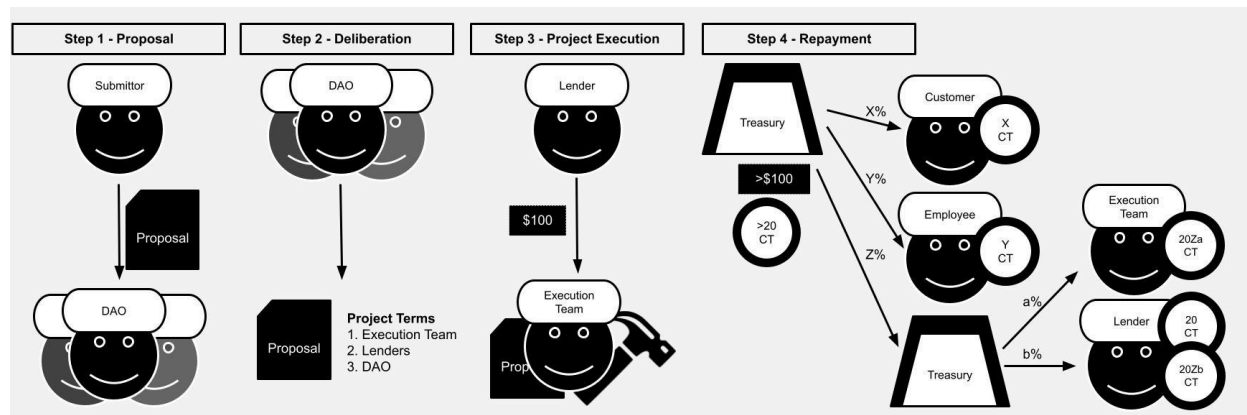 Step 1 - Proposal
Submittor
Proposal
DAO
Step 2 - Deliberation
DAO
Proposal
Project Terms
1. Execution Team
2. Lenders
3. DAO
Step 3 - Project Execution
Lender
$100
Execution
Team
Prop
Step 4 - Repayment
Treasury
>$100
>20
CT
X%
Y%
Z%
Customer
X
CT
Employee
Y
CT
Treasury
a%
b%
Execution
Team
20Za
CT
Lender
20
CT
20Zb
CT